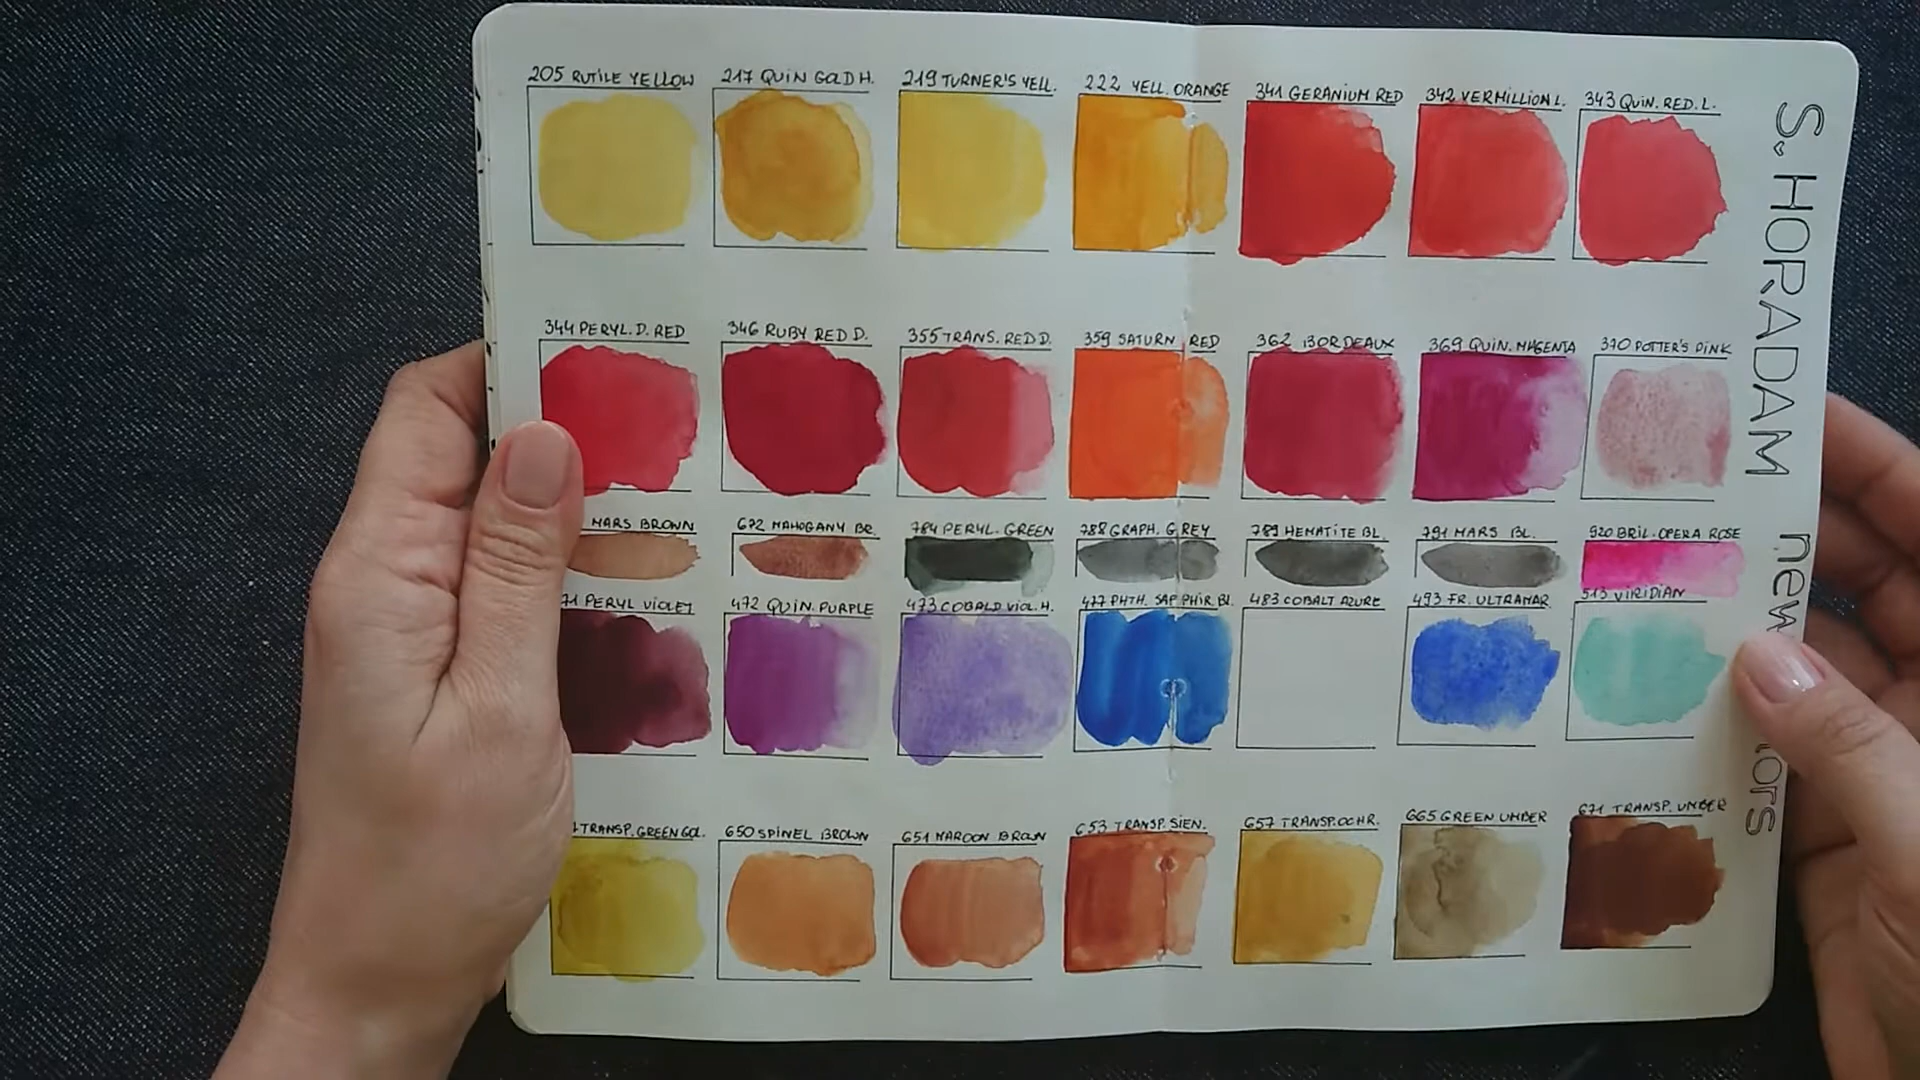 205 RUTILE YELLOW
217 QUIN GOLD H.
219 TURNER'S YELL.
222 YELL. ORANGE
341 GERANIUM RED
342 VERMILLION L.
343 QUIN. RED. L.
344 PERYL. D. RED
346 RUBY RED D.
355 TRANS. RED D.
359 SATURN RED
362 BORDEAUX
369 QUIN. MAGENTA
370 POTTER'S PINK
MARS BROWN
672 MAHOGANY BR.
784 PERYL. GREEN
788 GRAPH. GREY
789 HEMATITE BL.
791 MARS BL.
920 BRIL. OPERA ROSE
71 PERYL VIOLET
472 QUIN. PURPLE
473 COBALD VIOL. H.
477 PHTH. SAPPHIR BL.
483 COBALT AZURE
493 FR. ULTRAMAR.
513 VIRIDIAN
TRANSP. GREEN GOL.
650 SPINEL BROWN
651 MAROON BROWN
653 TRANSP. SIEN.
657 TRANSP. OCHR.
665 GREEN UMBER
671 TRANSP. UMBER
S. HORADAM new